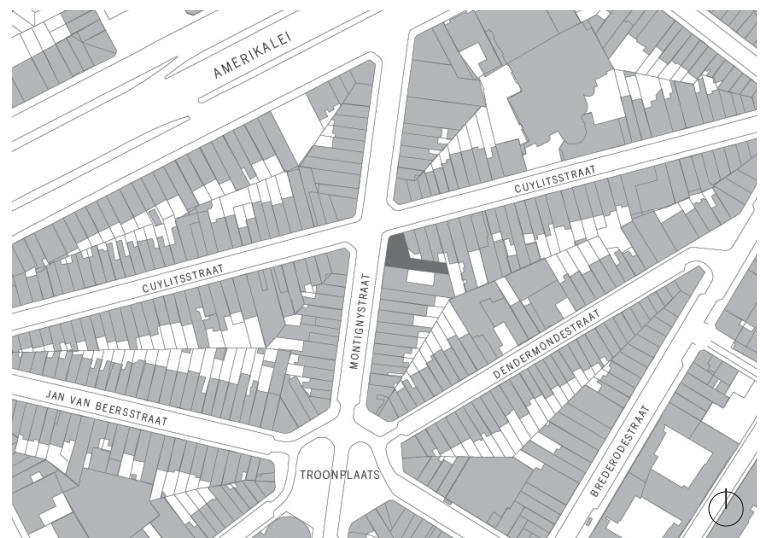 AMERIKALEI
CUYLITSSTRAAT
CUYLITSSTRAAT
MONTIGNYSTRAAT
DENDERMONDESTRAAT
JAN VAN BEERSSTRAAT
BREDERODESTRAAT
TROONPLAATS